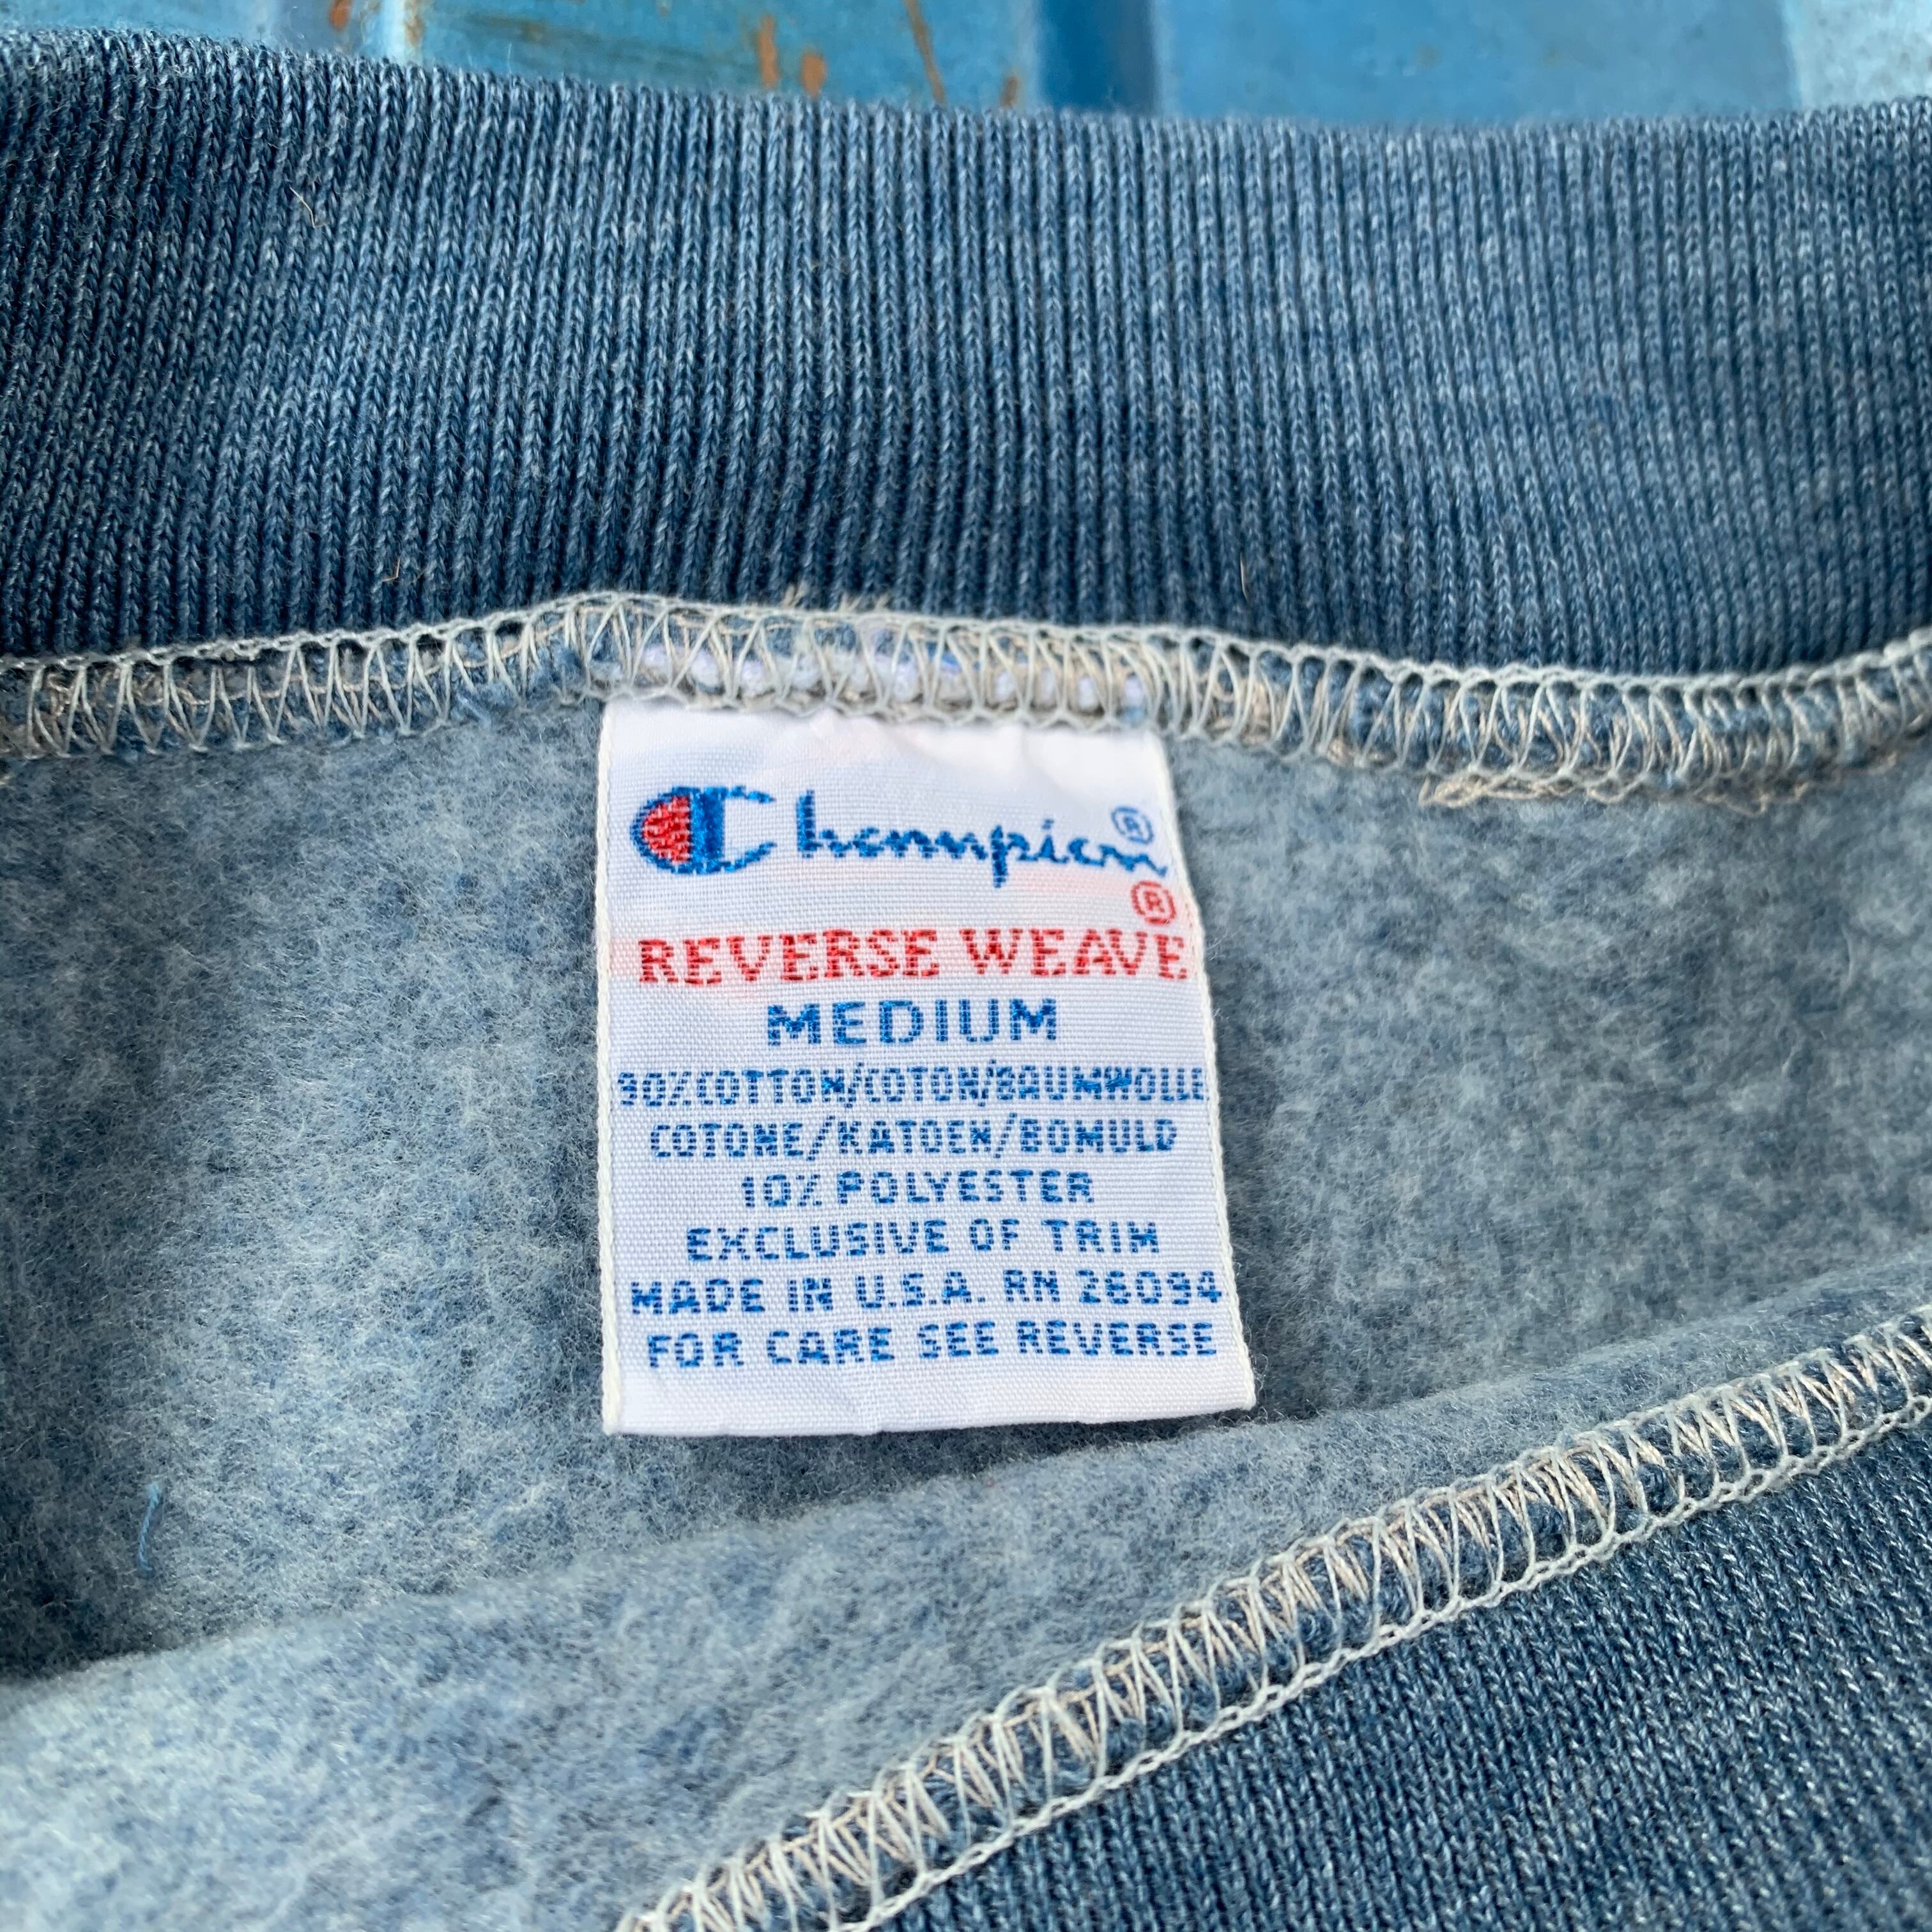 Champion®
®
REVERSE WEAVE
MEDIUM
90% COTTON/COTON/BAUMWOLLE
COTONE/KATOEN/BOMULD
10% POLYESTER
EXCLUSIVE OF TRIM
MADE IN U.S.A. RN 26094
FOR CARE SEE REVERSE